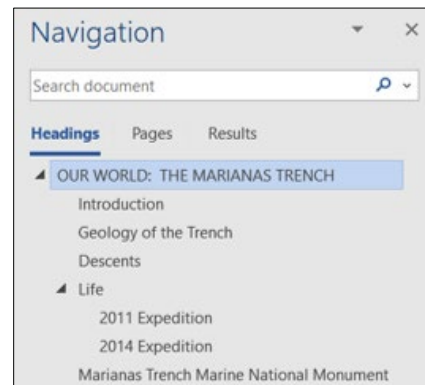 Navigation
Search document
Headings Pages Results
OUR WORLD: THE MARIANAS TRENCH
Introduction
Geology of the Trench
Descents
Life
2011 Expedition
2014 Expedition
Marianas Trench Marine National Monument